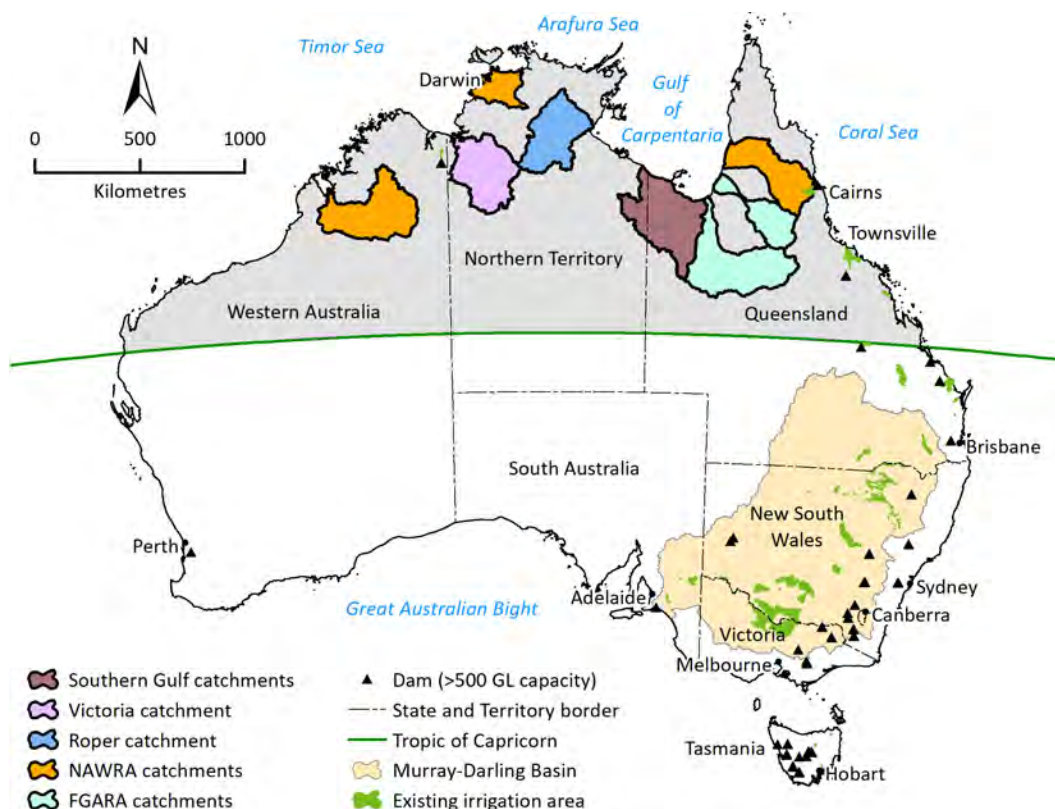 Arafura Sea
Timor Sea
N
Darwin
Gulf
of
Carpentaria
Coral Sea
0 500 1000
Kilometres
Cairns
Townsville
Northern Territory
Western Australia
Queensland
Brisbane
South Australia
New South
Wales
Perth
Sydney
Adelaide
Great Australian Bight
Canberra
Victoria
Melbourne
Southern Gulf catchments
Victoria catchment
Roper catchment
NAWRA catchments
FGARA catchments
Dam (>500 GL capacity)
State and Territory border
Tropic of Capricorn
Murray-Darling Basin
Existing irrigation area
Tasmania
Hobart